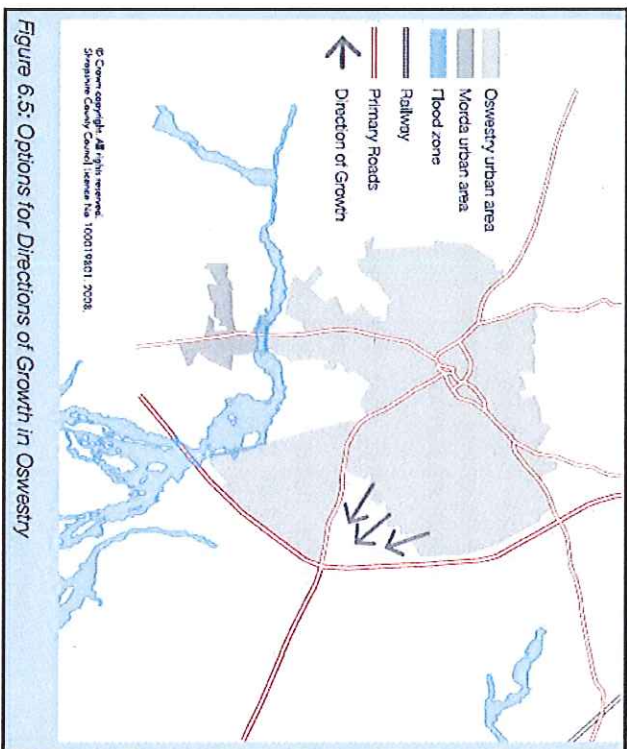 Oswestry urban area
Morda urban area
Flood zone
Railway
Primary Roads
Direction of Growth
© Crown copyright. All rights reserved.
Shropshire County Council Licence No. 100019801. 2008.
Figure 6.5: Options for Directions of Growth in Oswestry